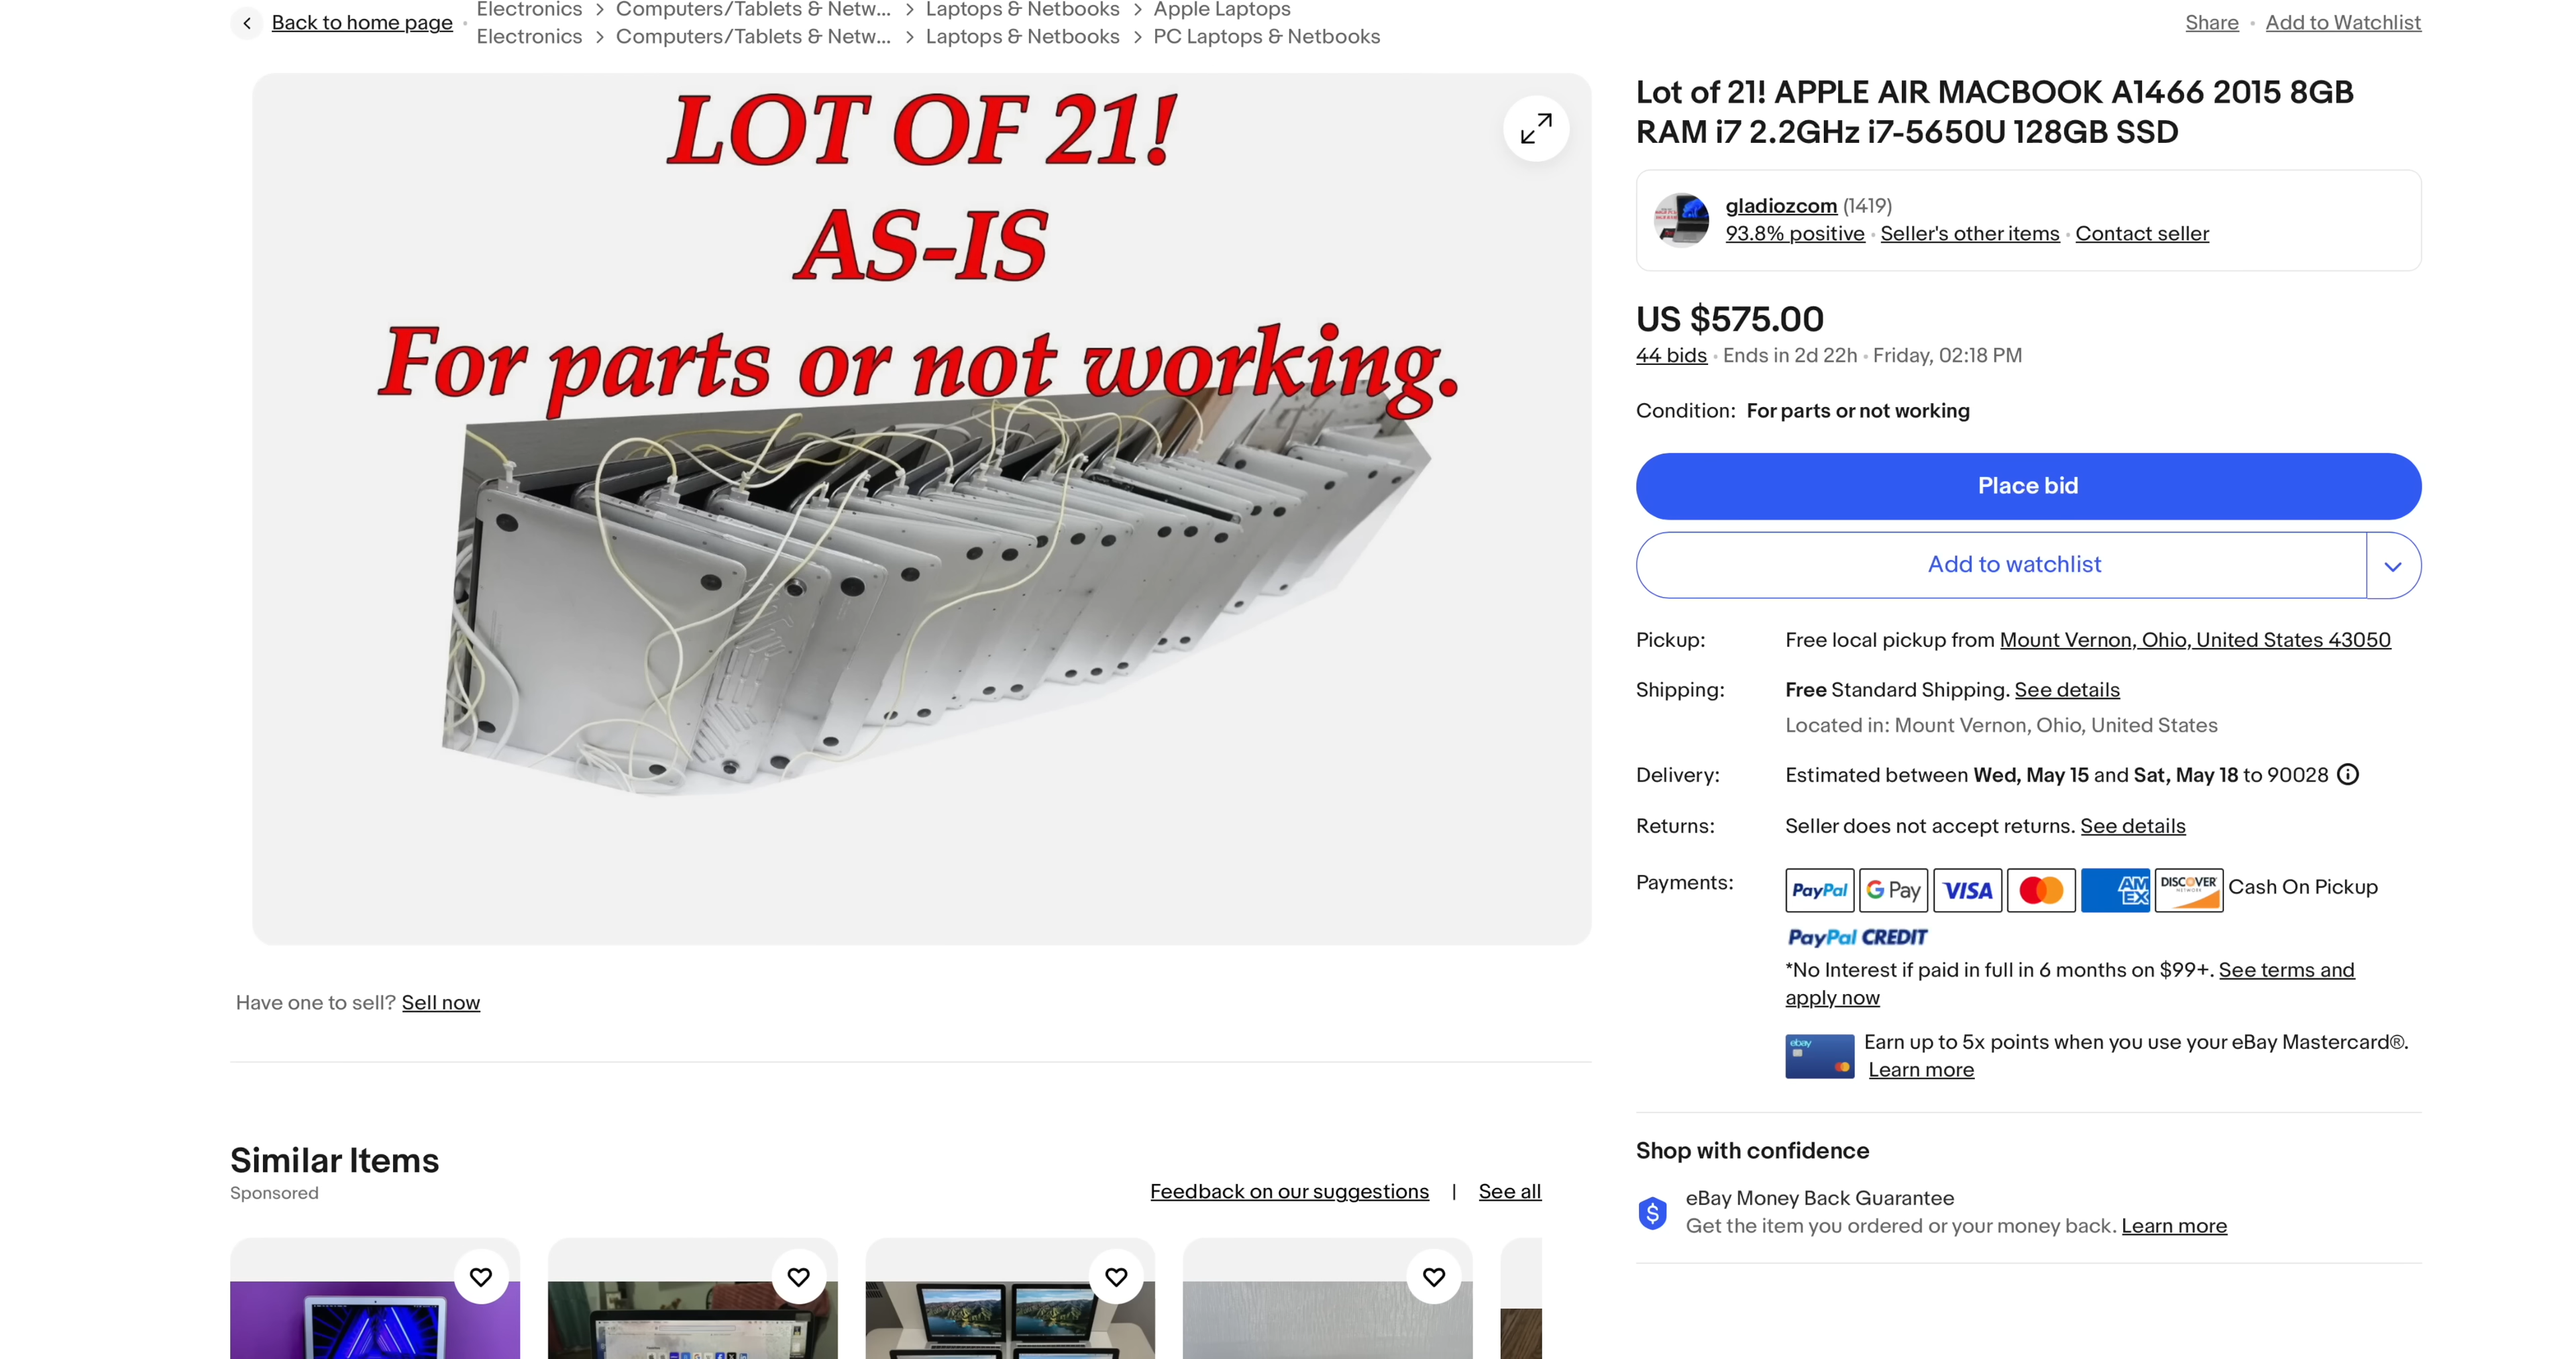 Back to home page
Electronics > Computers/Tablets & Netw... > Laptops & Netbooks > Apple Laptops
Electronics > Computers/Tablets & Netw... > Laptops & Netbooks > PC Laptops & Netbooks
Share
Add to Watchlist
LOT OF 21!
AS-IS
For parts or not working.
Have one to sell? Sell now
Lot of 21! APPLE AIR MACBOOK A1466 2015 8GB
RAM i7 2.2GHz i7-5650U 128GB SSD
gladiozcom (1419)
93.8% positive · Seller's other items · Contact seller
US $575.00
44 bids · Ends in 2d 22h · Friday, 02:18 PM
Condition: For parts or not working
Place bid
Add to watchlist
Pickup: Free local pickup from Mount Vernon, Ohio, United States 43050
Shipping: Free Standard Shipping. See details
Located in: Mount Vernon, Ohio, United States
Delivery: Estimated between Wed, May 15 and Sat, May 18 to 90028
Returns: Seller does not accept returns. See details
Payments: PayPal G Pay VISA AM EX DISCOVER NETWORK Cash On Pickup
PayPal CREDIT
*No Interest if paid in full in 6 months on $99+. See terms and
apply now
ebay Earn up to 5x points when you use your eBay Mastercard®.
Learn more
Shop with confidence
eBay Money Back Guarantee
Get the item you ordered or your money back. Learn more
Similar Items
Sponsored
Feedback on our suggestions | See all